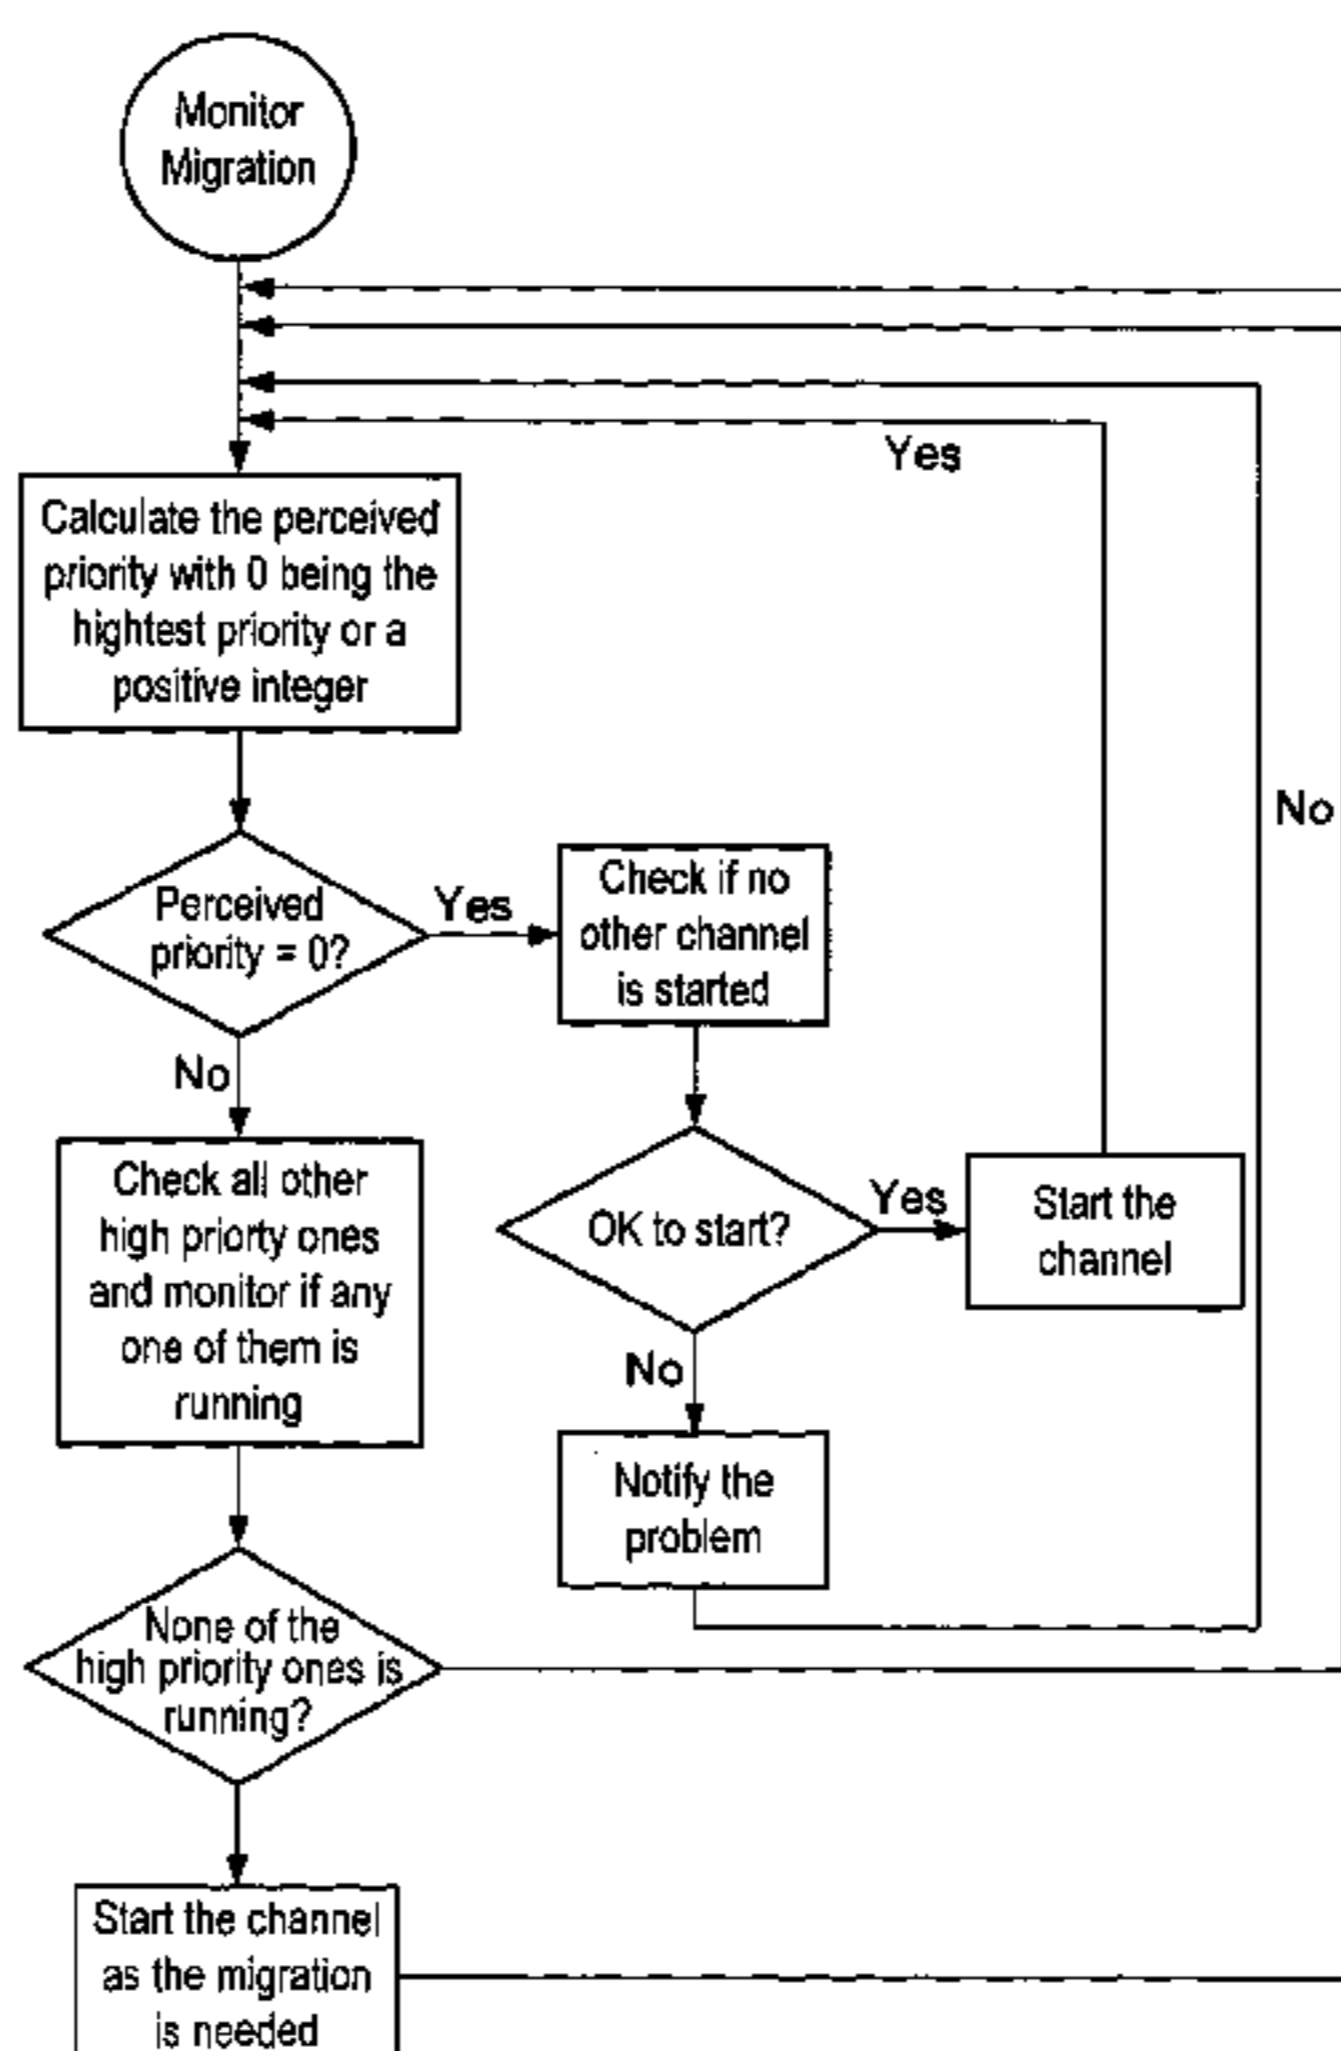 Monitor
Migration
Yes
Calculate the perceived
priority with 0 being the
hightest priority or a
positive integer
No
Perceived
priority = 0?
Yes
Check if no
other channel
is started
No
Check all other
high priorty ones
and monitor if any
one of them is
running
OK to start?
Yes
Start the
channel
No
Notify the
problem
None of the
high priority ones is
running?
Start the channel
as the migration
is needed